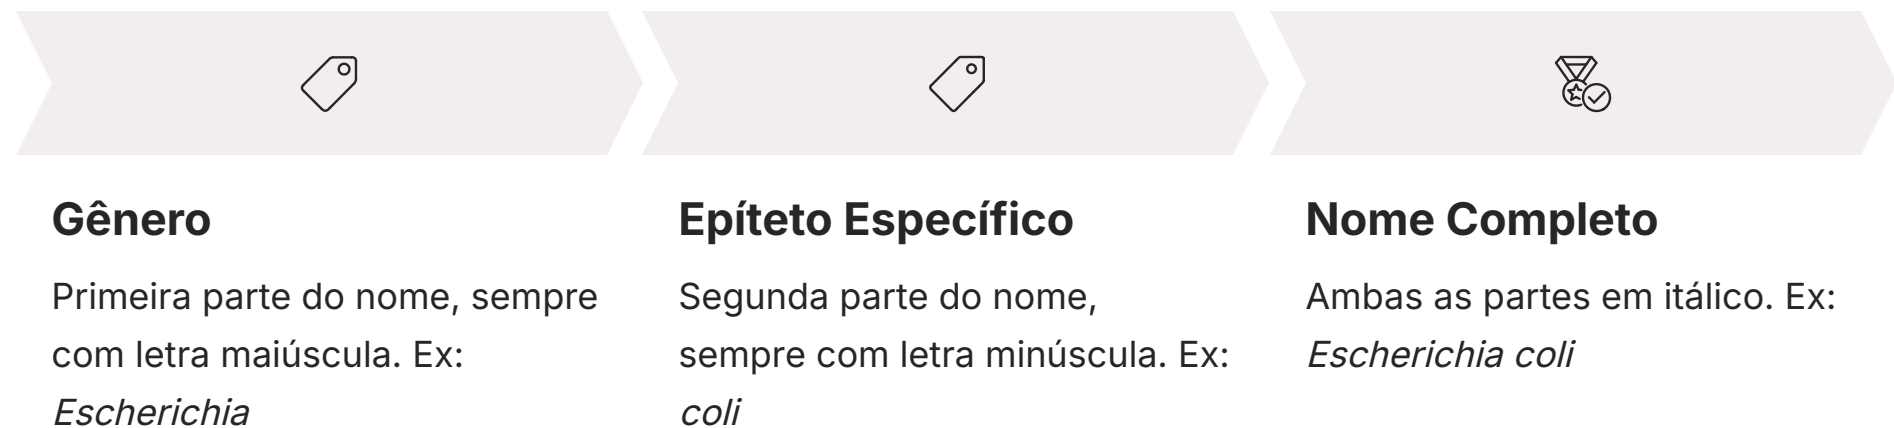 Gênero
Primeira parte do nome, sempre
com letra maiúscula. Ex:
Escherichia
Epíteto Específico
Segunda parte do nome,
sempre com letra minúscula. Ex:
coli
Nome Completo
Ambas as partes em itálico. Ex:
Escherichia coli